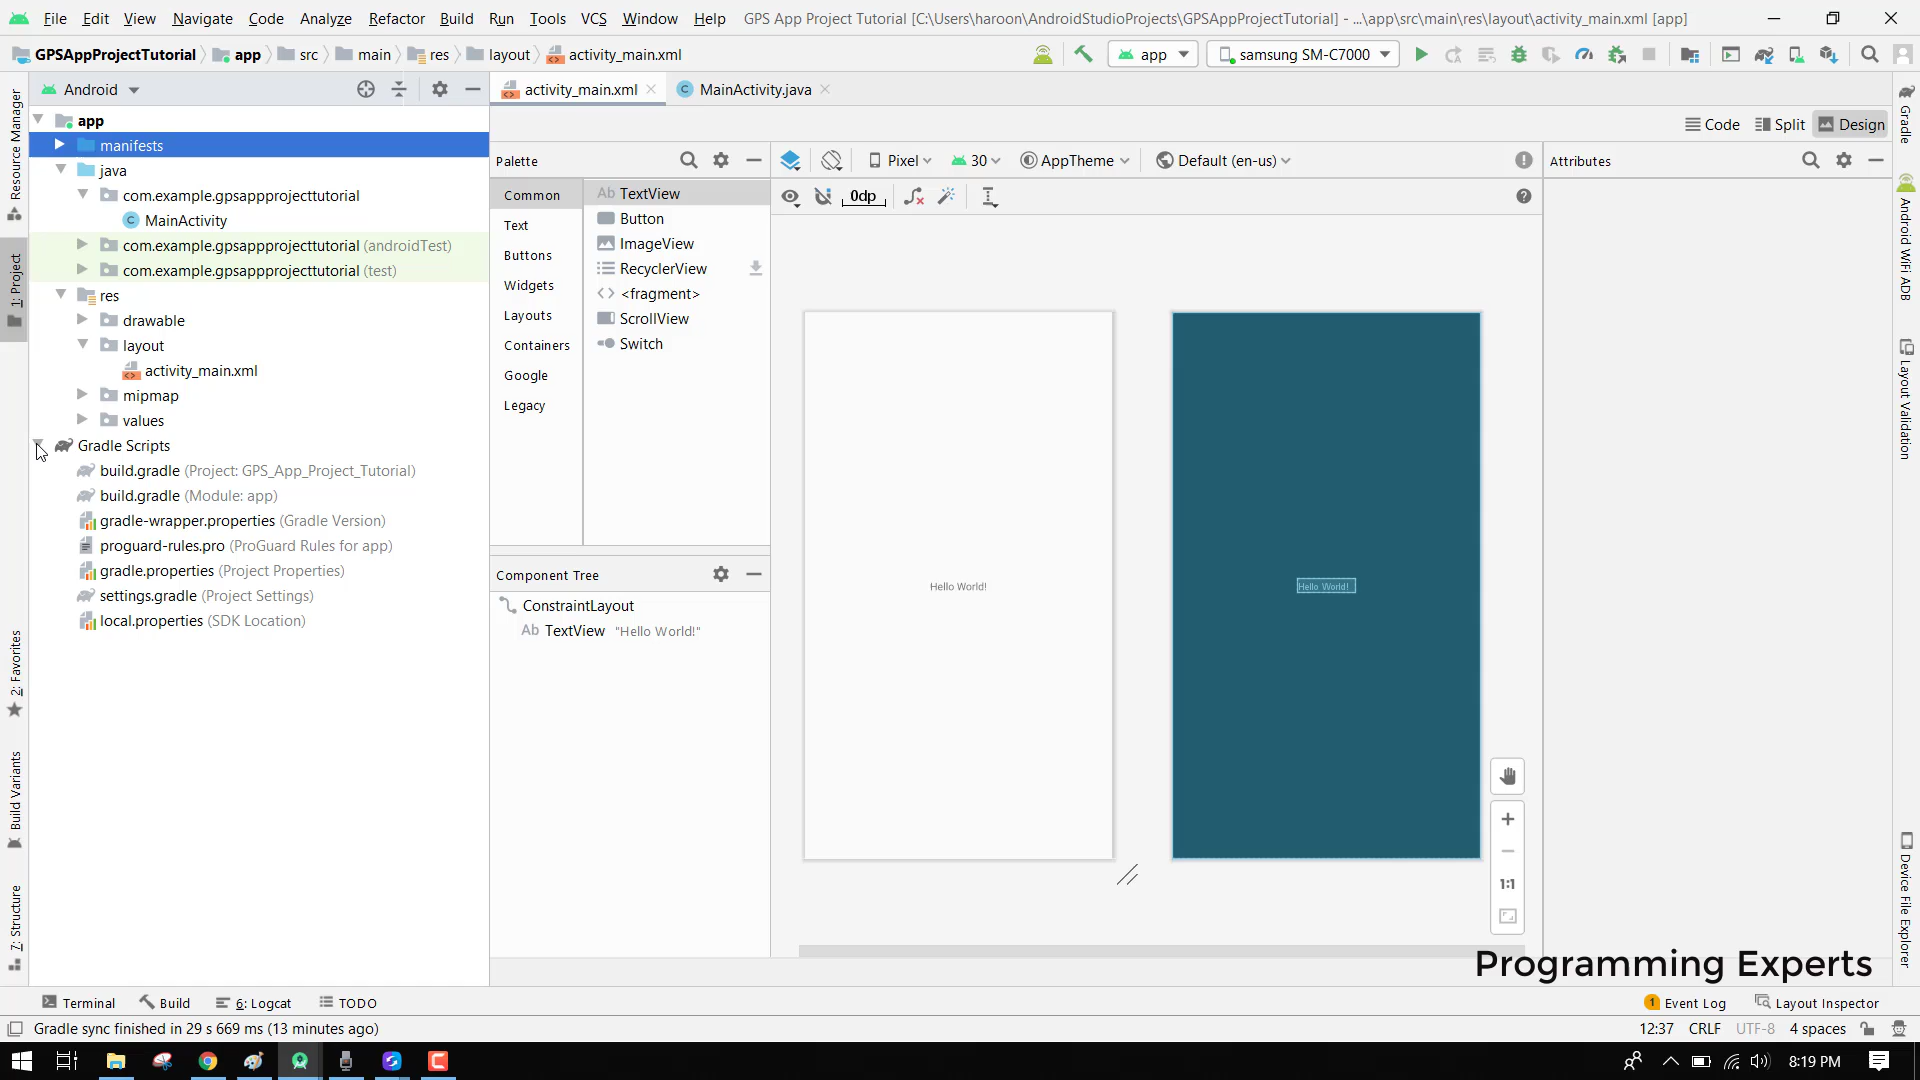 File Edit View Navigate Code Analyze Refactor Build Run Tools VCS Window Help GPS App Project Tutorial [C:\Users\haroon\AndroidStudioProjects\GPSAppProjectTutorial] - ...\app\src\main\res\layout\activity_main.xml [app]
GPSAppProjectTutorial app src main res layout activity_main.xml app samsung SM-C7000
Android
activity_main.xml MainActivity.java
Code Split Design
app
manifests
java
com.example.gpsappprojecttutorial
MainActivity
com.example.gpsappprojecttutorial (androidTest)
com.example.gpsappprojecttutorial (test)
res
drawable
layout
activity_main.xml
mipmap
values
Gradle Scripts
build.gradle (Project: GPS_App_Project_Tutorial)
build.gradle (Module: app)
gradle-wrapper.properties (Gradle Version)
proguard-rules.pro (ProGuard Rules for app)
gradle.properties (Project Properties)
settings.gradle (Project Settings)
local.properties (SDK Location)
Palette
Common
Text
Buttons
Widgets
Layouts
Containers
Google
Legacy
Ab TextView
Button
ImageView
RecyclerView
<fragment>
ScrollView
Switch
Component Tree
ConstraintLayout
Ab TextView "Hello World!"
Pixel 30 AppTheme Default (en-us)
0dp
Hello World!
Hello World!
1:1
Attributes
Resource Manager
1: Project
2: Favorites
Build Variants
7: Structure
Gradle
Android WiFi ADB
Layout Validation
Device File Explorer
Programming Experts
Terminal Build 6: Logcat TODO
1 Event Log Layout Inspector
Gradle sync finished in 29 s 669 ms (13 minutes ago)
12:37 CRLF UTF-8 4 spaces
8:19 PM